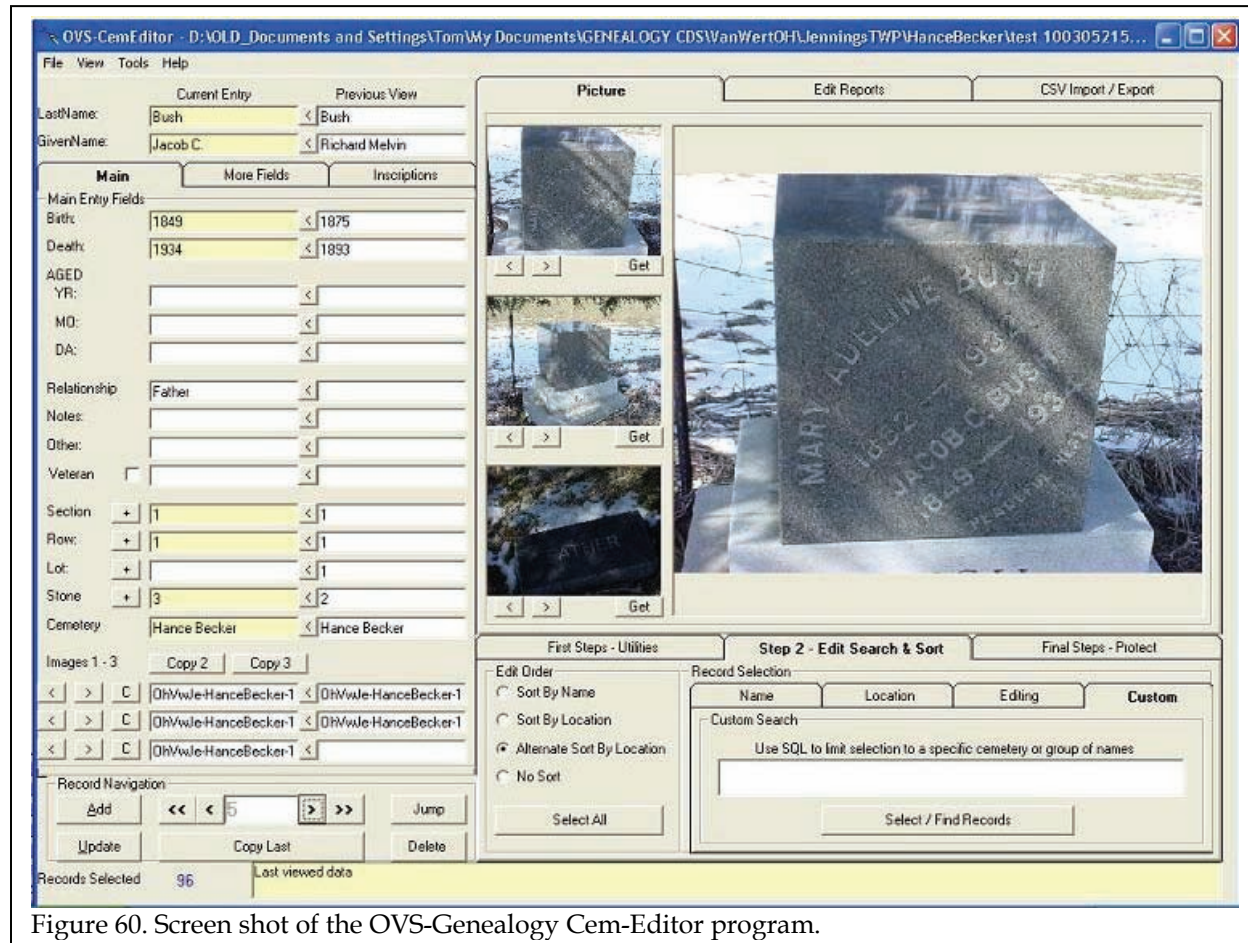 OVS-CemEditor - D:\OLD_Documents and Settings\Tom\My Documents\GENEALOGY CDS\VanWertOH\JenningsTWP\HanceBecker\test 100305215...
File View Tools Help
Current Entry Previous View
LastName: Bush < Bush
GivenName: Jacob C. < Richard Melvin
Main More Fields Inscriptions
Main Entry Fields
Birth: 1849 < 1875
Death: 1934 < 1893
AGED
YR: <
MO: <
DA: <
Relationship Father <
Notes: <
Other: <
Veteran <
Section + 1 < 1
Row: + 1 < 1
Lot: + < 1
Stone + 3 < 2
Cemetery Hance Becker < Hance Becker
Images 1 - 3 Copy 2 Copy 3
< > C OhVwJe-HanceBecker-1 < OhVwJe-HanceBecker-1
< > C OhVwJe-HanceBecker-1 < OhVwJe-HanceBecker-1
< > C OhVwJe-HanceBecker-1 <
Record Navigation
Add << < 5 > >> Jump
Update Copy Last Delete
Records Selected 96 Last viewed data
Picture Edit Reports CSV Import / Export
< > Get
< > Get
ATHER
< > Get
MARY ADELINE BUSH
193
JACOB C. BUS
18 9 — 193
First Steps - Utilities Step 2 - Edit Search & Sort Final Steps - Protect
Edit Order
Sort By Name
Sort By Location
Alternate Sort By Location
No Sort
Select All
Record Selection
Name Location Editing Custom
Custom Search
Use SQL to limit selection to a specific cemetery or group of names
Select / Find Records
Figure 60. Screen shot of the OVS-Genealogy Cem-Editor program.